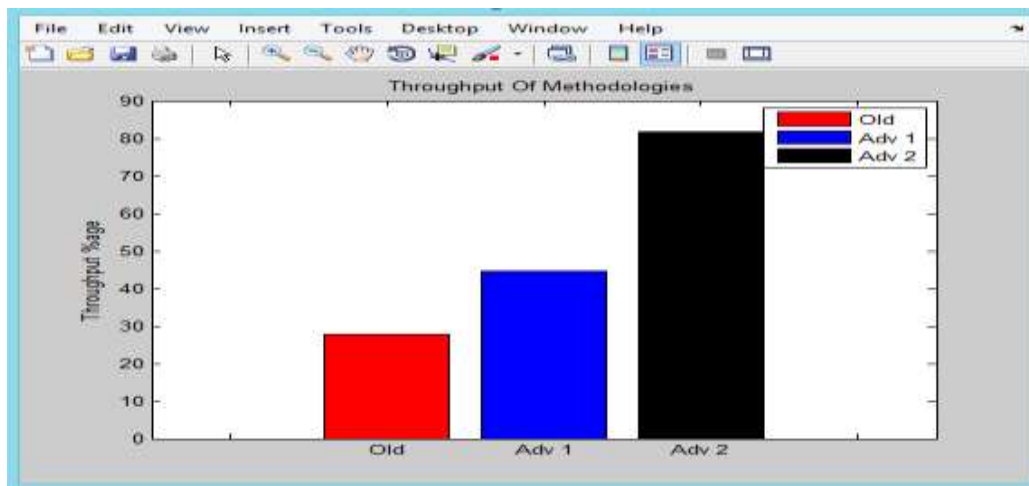 File Edit View Insert Tools Desktop Window Help
Throughput Of Methodologies
Throughput %age
90
80
70
60
50
40
30
20
10
0
Old
Adv 1
Adv 2
Old Adv 1 Adv 2